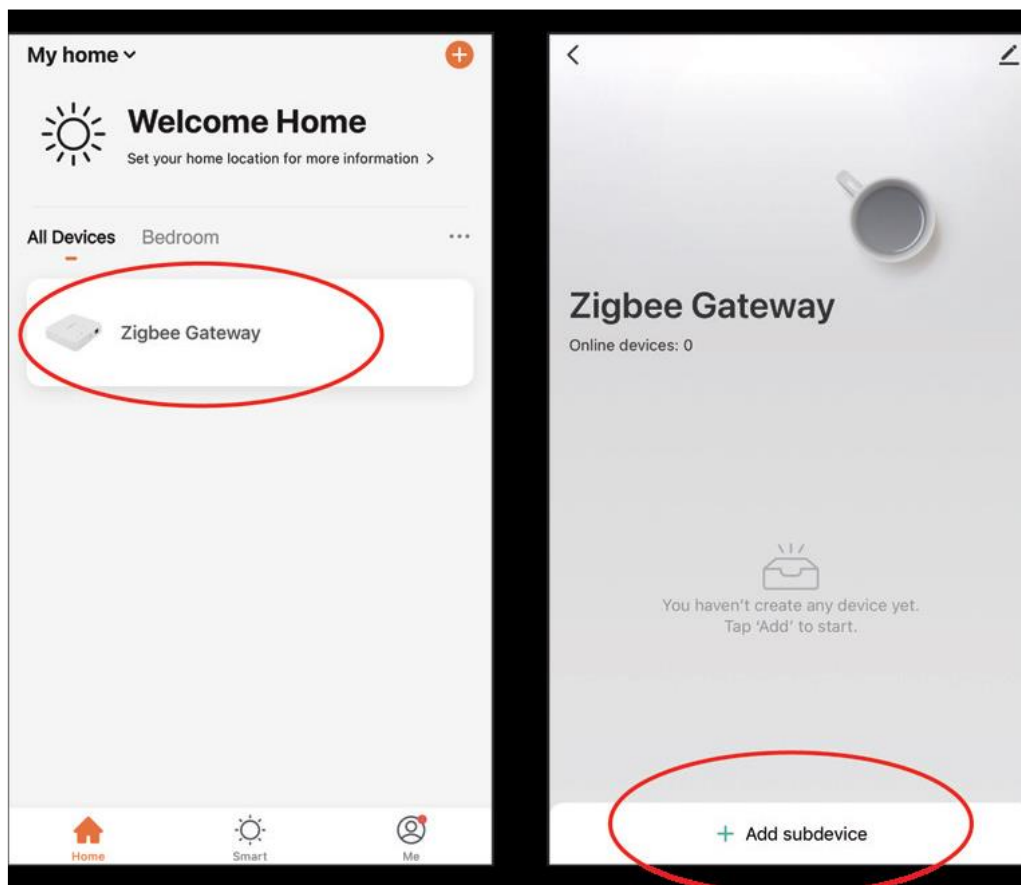 My home
Welcome Home
Set your home location for more information >
All Devices Bedroom
Zigbee Gateway
Home Smart Me
Zigbee Gateway
Online devices: 0
You haven't create any device yet.
Tap 'Add' to start.
+ Add subdevice